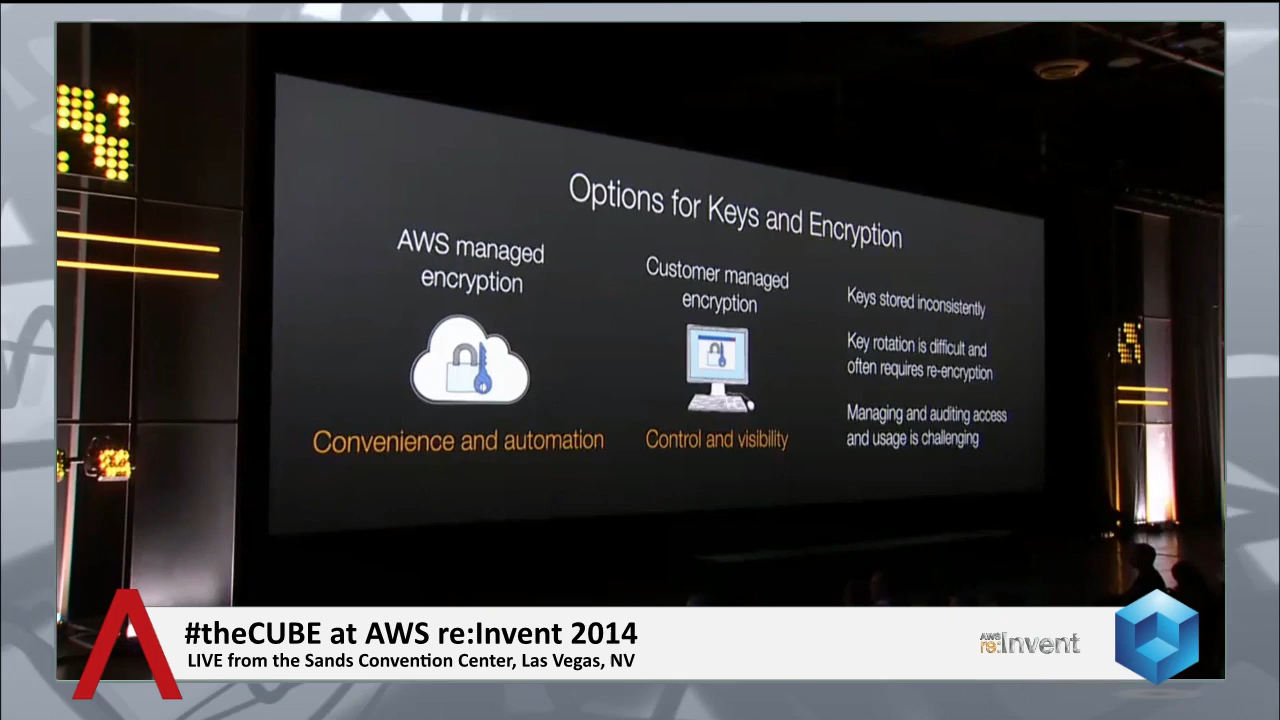 Options for Keys and Encryption
AWS managed
encryption
Convenience and automation
Customer managed
encryption
Control and visibility
Keys stored inconsistently
Key rotation is difficult and
often requires re-encryption
Managing and auditing access
and usage is challenging
#theCUBE at AWS re:Invent 2014
LIVE from the Sands Convention Center, Las Vegas, NV
AWS
re:Invent